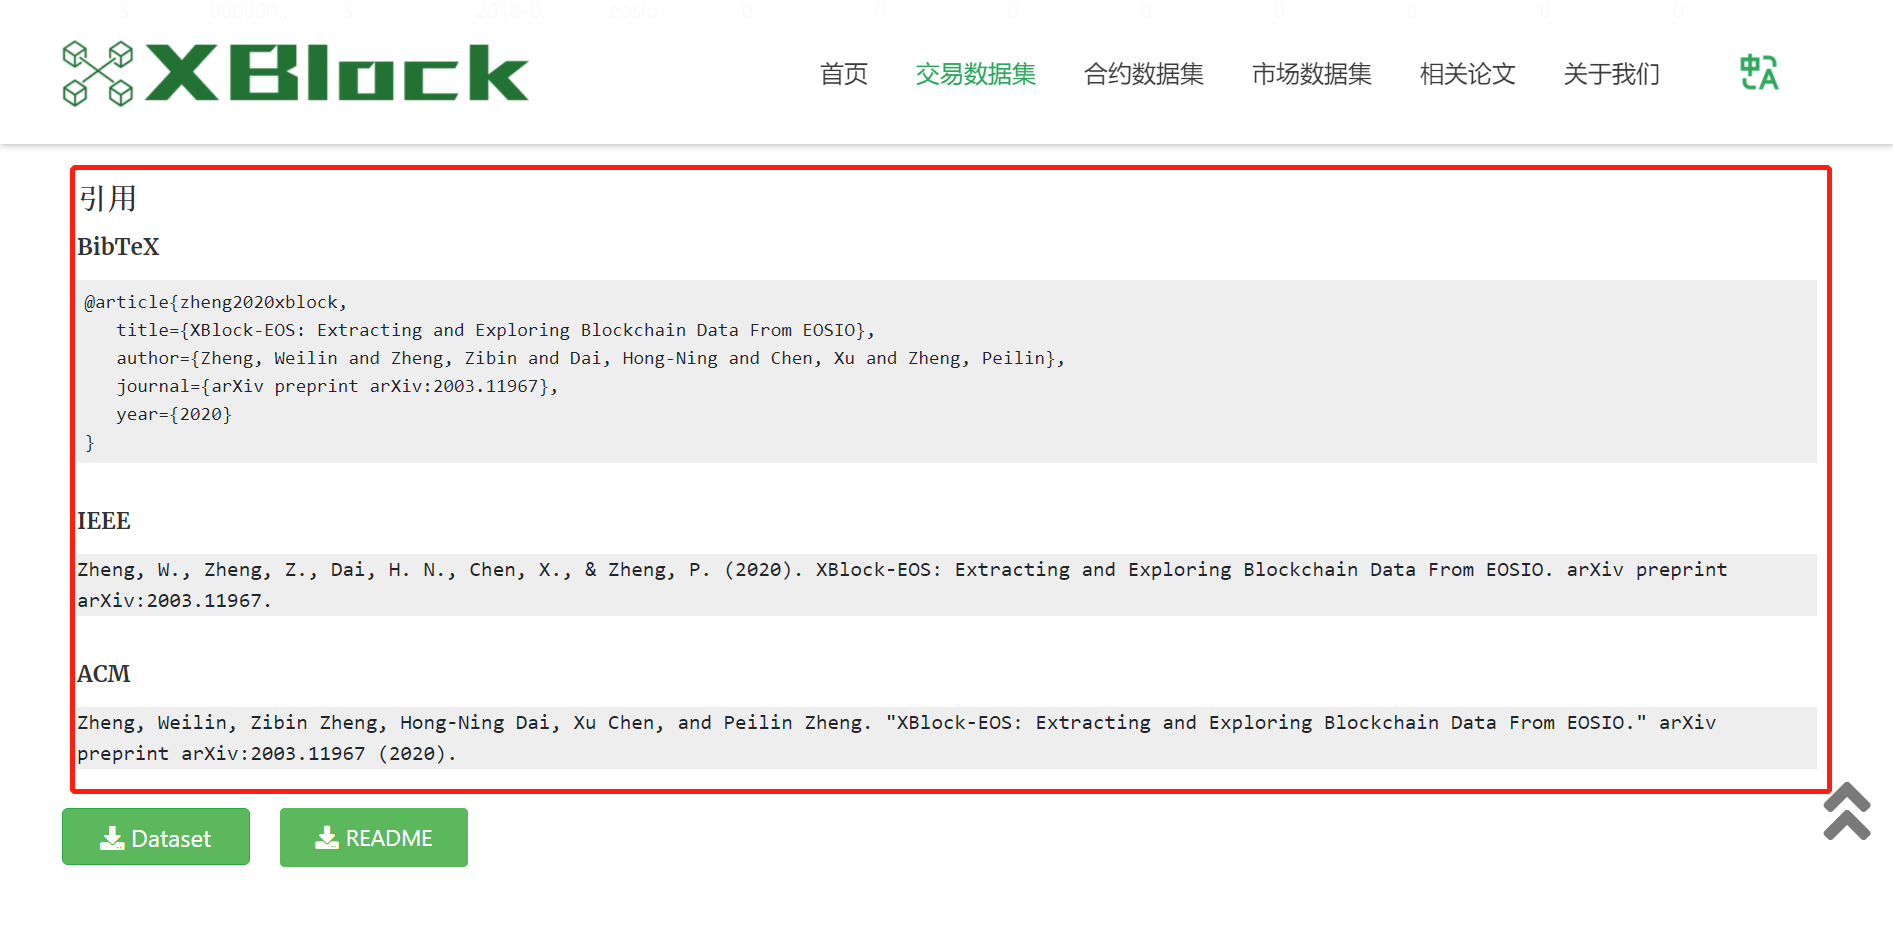 3 000000... 3 2018-0... eosio 0 0 0 0 0 0 0 0
XBlock 首页 交易数据集 合约数据集 市场数据集 相关论文 关于我们 中A
引用
BibTeX
@article{zheng2020xblock,
title={XBlock-EOS: Extracting and Exploring Blockchain Data From EOSIO},
author={Zheng, Weilin and Zheng, Zibin and Dai, Hong-Ning and Chen, Xu and Zheng, Peilin},
journal={arXiv preprint arXiv:2003.11967},
year={2020}
}
IEEE
Zheng, W., Zheng, Z., Dai, H. N., Chen, X., & Zheng, P. (2020). XBlock-EOS: Extracting and Exploring Blockchain Data From EOSIO. arXiv preprint
arXiv:2003.11967.
ACM
Zheng, Weilin, Zibin Zheng, Hong-Ning Dai, Xu Chen, and Peilin Zheng. "XBlock-EOS: Extracting and Exploring Blockchain Data From EOSIO." arXiv
preprint arXiv:2003.11967 (2020).
Dataset README